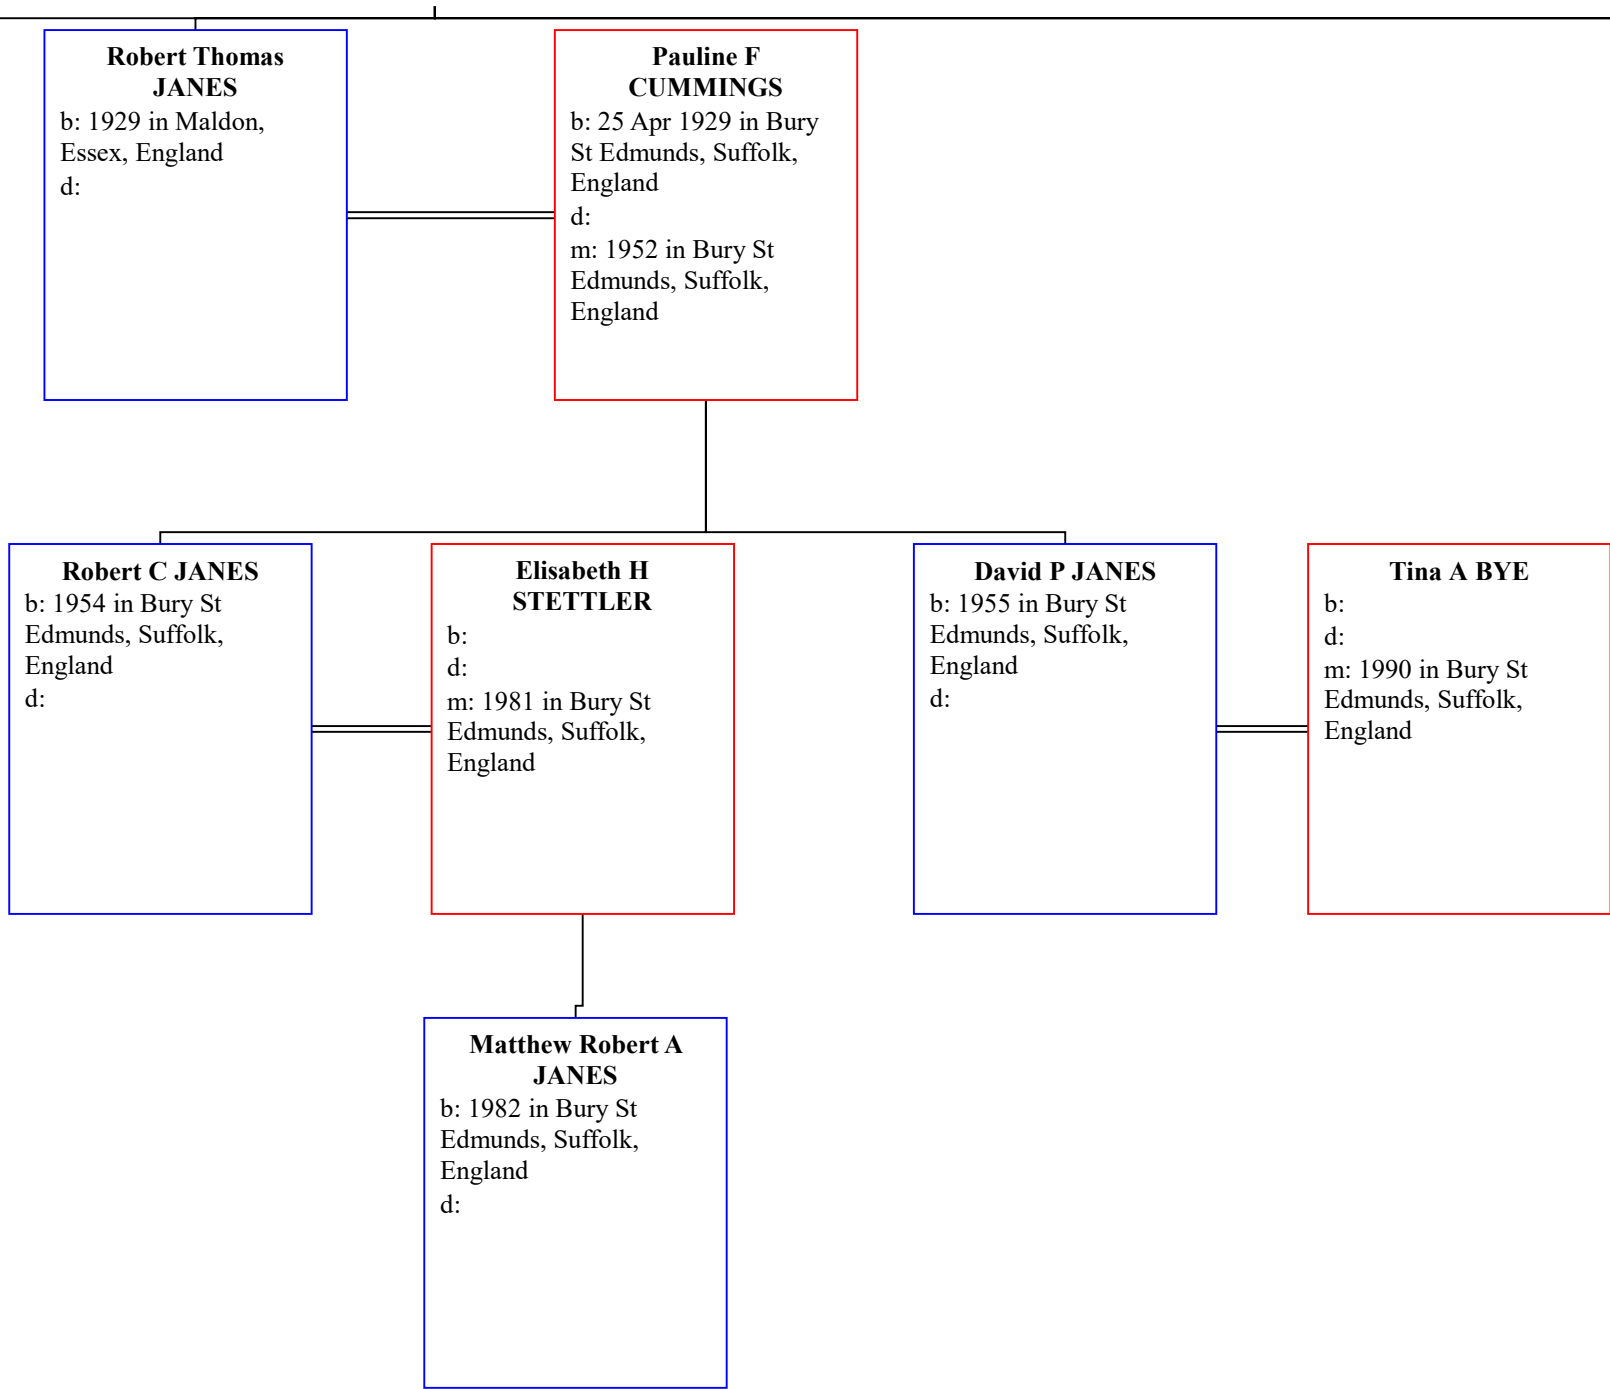 Robert Thomas
JANES
b: 1929 in Maldon,
Essex, England
d:
Pauline F
CUMMINGS
b: 25 Apr 1929 in Bury
St Edmunds, Suffolk,
England
d:
m: 1952 in Bury St
Edmunds, Suffolk,
England
Robert C JANES
b: 1954 in Bury St
Edmunds, Suffolk,
England
d:
Elisabeth H
STETTLER
b:
d:
m: 1981 in Bury St
Edmunds, Suffolk,
England
David P JANES
b: 1955 in Bury St
Edmunds, Suffolk,
England
d:
Tina A BYE
b:
d:
m: 1990 in Bury St
Edmunds, Suffolk,
England
Matthew Robert A
JANES
b: 1982 in Bury St
Edmunds, Suffolk,
England
d: